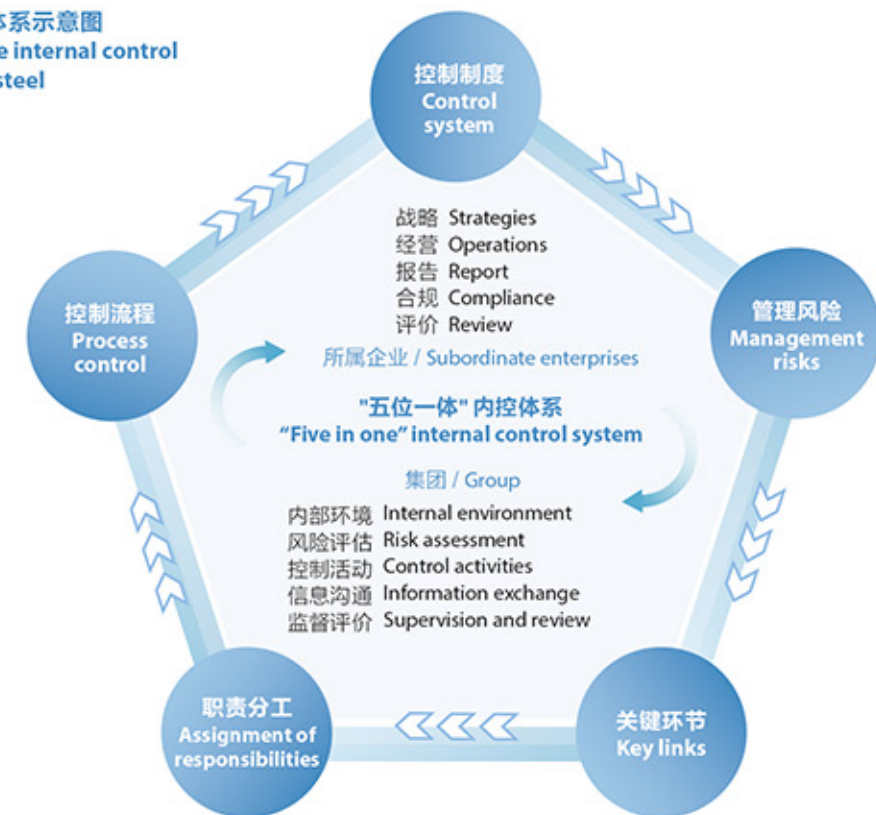 体系示意图
e internal control
steel
控制制度
Control
system
战略 Strategies
经营 Operations
报告 Report
合规 Compliance
评价 Review
所属企业 / Subordinate enterprises
控制流程
Process
control
管理风险
Management
risks
"五位一体" 内控体系
“Five in one” internal control system
集团 / Group
内部环境 Internal environment
风险评估 Risk assessment
控制活动 Control activities
信息沟通 Information exchange
监督评价 Supervision and review
职责分工
Assignment of
responsibilities
关键环节
Key links